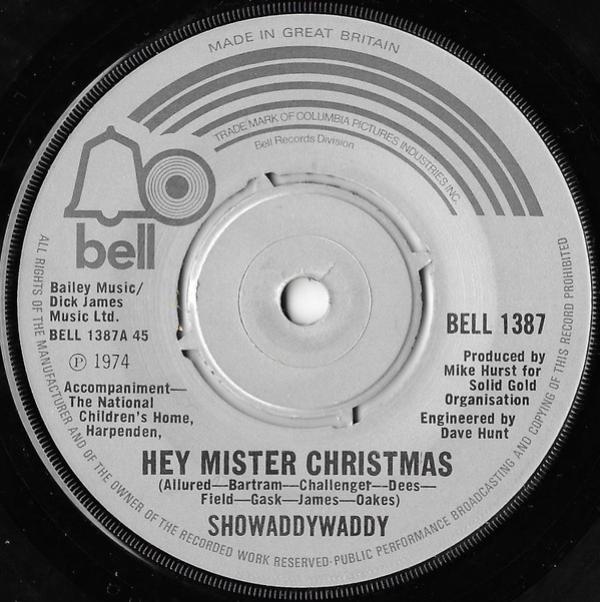 MADE IN GREAT BRITAIN
TRADE MARK OF COLUMBIA PICTURES INDUSTRIES INC.
Bell Records Division
bell
Bailey Music/
Dick James
Music Ltd.
BELL 1387A 45
Ⓟ 1974
Accompaniment—
The National
Children's Home,
Harpenden,
BELL 1387
Produced by
Mike Hurst for
Solid Gold
Organisation
Engineered by
Dave Hunt
HEY MISTER CHRISTMAS
(Allured—Bartram—Challenget—Dees—
Field—Gask—James—Oakes)
SHOWADDYWADDY
ALL RIGHTS OF THE MANUFACTURER AND OF THE OWNER OF THE RECORDED WORK RESERVED-PUBLIC PERFORMANCE BROADCASTING AND COPYING OF THIS RECORD PROHIBITED